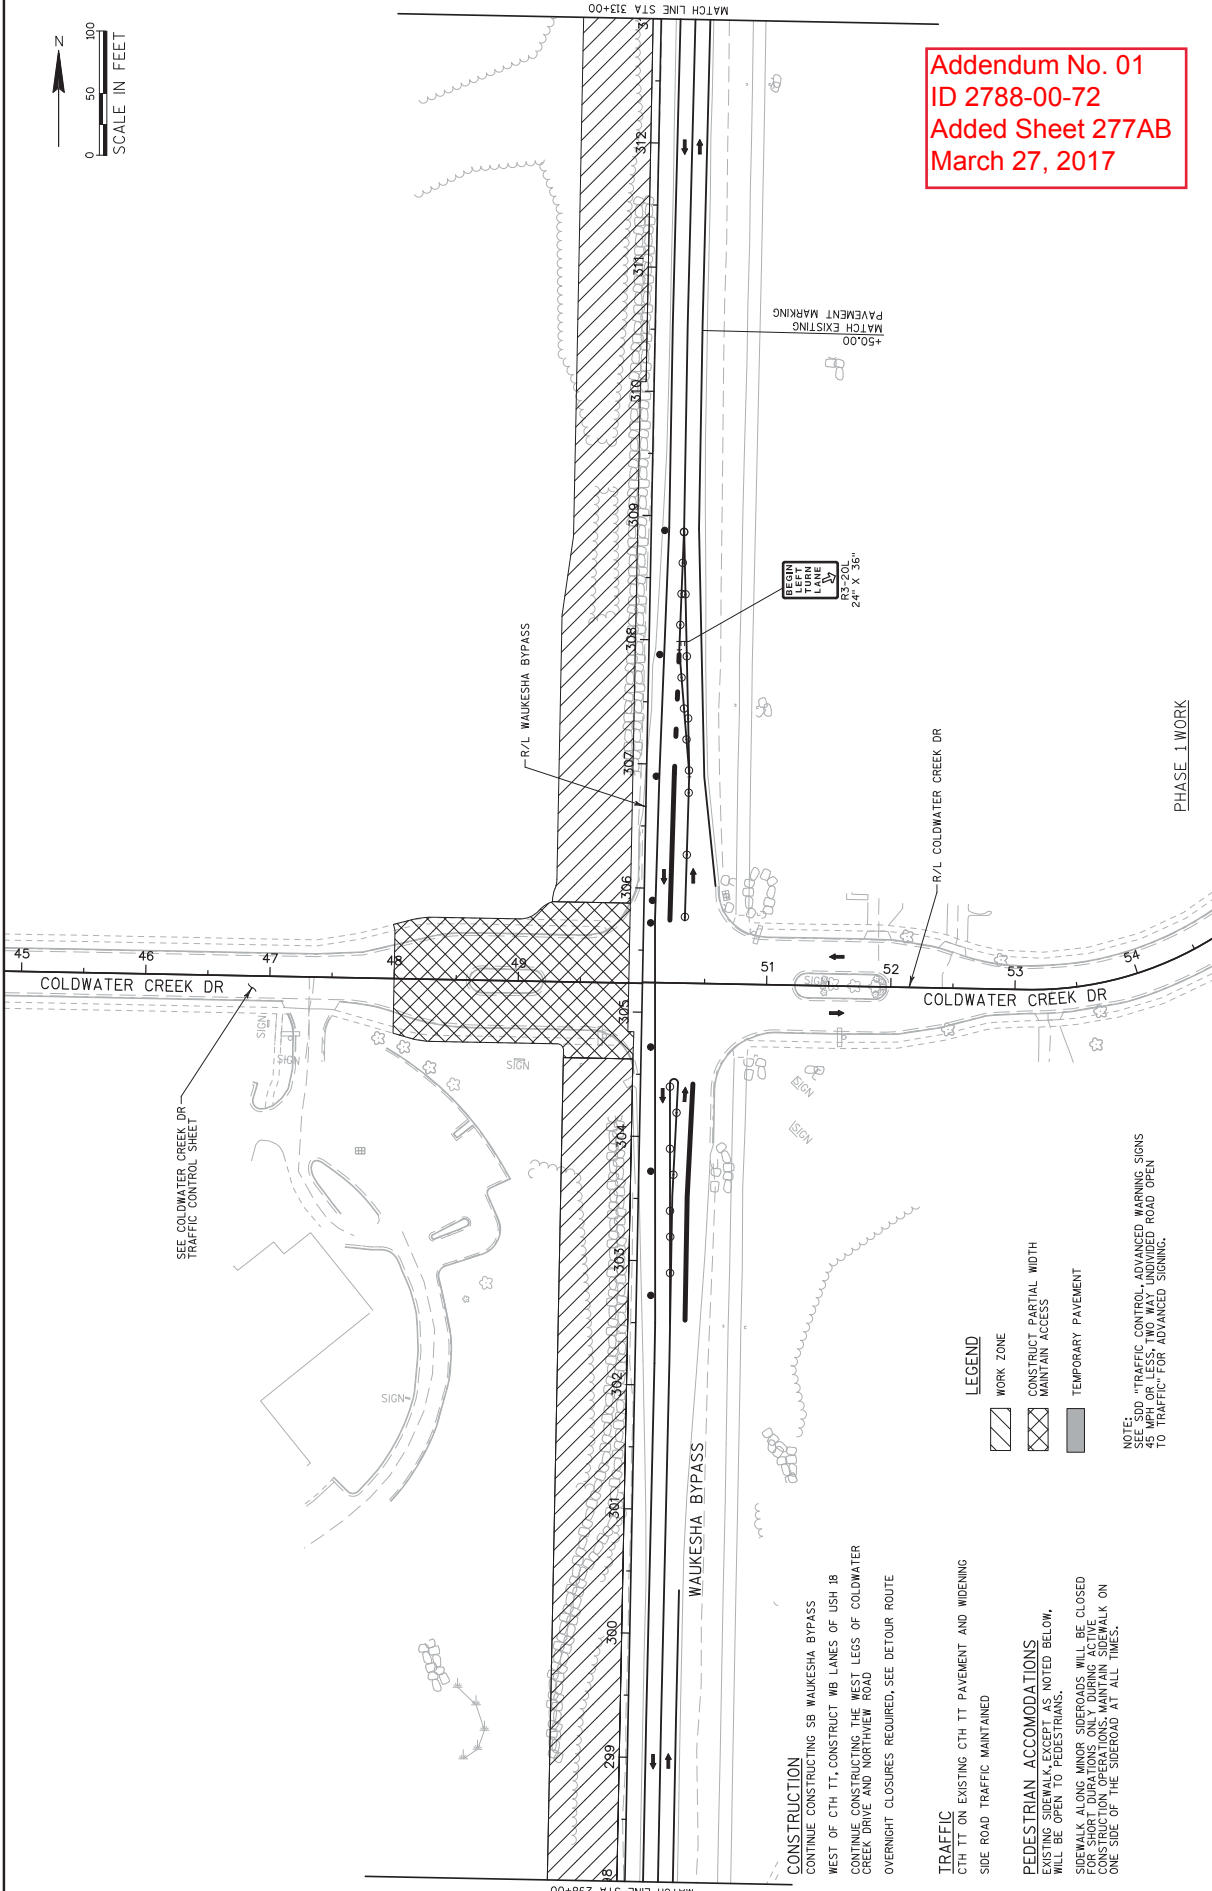 Addendum No. 01
ID 2788-00-72
Added Sheet 277AB
March 27, 2017
N
0 50 100
SCALE IN FEET
MATCH LINE STA 313+00
312
311
310
309
308
307
306
305
304
303
302
301
300
299
+50.00
MATCH EXISTING
PAVEMENT MARKING
BEGIN
LEFT
TURN
LANE
R3-20L
24" X 36"
R/L WAUKESHA BYPASS
R/L COLDWATER CREEK DR
PHASE 1 WORK
45 46 47 48 49 51 52 53 54
COLDWATER CREEK DR
COLDWATER CREEK DR
SIGN
SIGN
SIGN
SIGN
SIGN
SIGN
SIGN
SEE COLDWATER CREEK DR
TRAFFIC CONTROL SHEET
WAUKESHA BYPASS
LEGEND
WORK ZONE
CONSTRUCT PARTIAL WIDTH
MAINTAIN ACCESS
TEMPORARY PAVEMENT
NOTE:
SEE SDD "TRAFFIC CONTROL, ADVANCED WARNING SIGNS
45 MPH OR LESS, TWO WAY UNDIVIDED ROAD OPEN
TO TRAFFIC" FOR ADVANCED SIGNING.
CONSTRUCTION
CONTINUE CONSTRUCTING SB WAUKESHA BYPASS
WEST OF CTH TT, CONSTRUCT WB LANES OF USH 18
CONTINUE CONSTRUCTING THE WEST LEGS OF COLDWATER
CREEK DRIVE AND NORTHVIEW ROAD
OVERNIGHT CLOSURES REQUIRED, SEE DETOUR ROUTE
TRAFFIC
CTH TT ON EXISTING CTH TT PAVEMENT AND WIDENING
SIDE ROAD TRAFFIC MAINTAINED
PEDESTRIAN ACCOMODATIONS
EXISTING SIDEWALK, EXCEPT AS NOTED BELOW,
WILL BE OPEN TO PEDESTRIANS.
SIDEWALK ALONG MINOR SIDEROADS WILL BE CLOSED
FOR SHORT DURATIONS ONLY DURING ACTIVE
CONSTRUCTION OPERATIONS. MAINTAIN SIDEWALK ON
ONE SIDE OF THE SIDEROAD AT ALL TIMES.